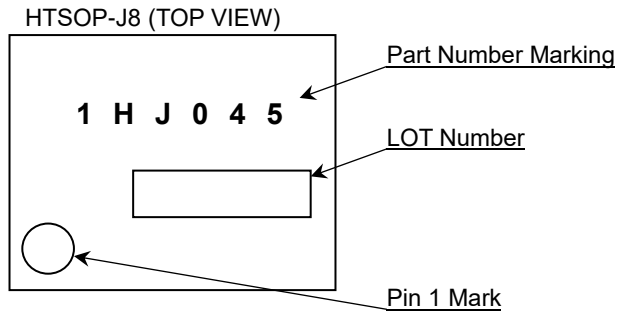 HTSOP-J8 (TOP VIEW)
Part Number Marking
1 H J 0 4 5
LOT Number
Pin 1 Mark